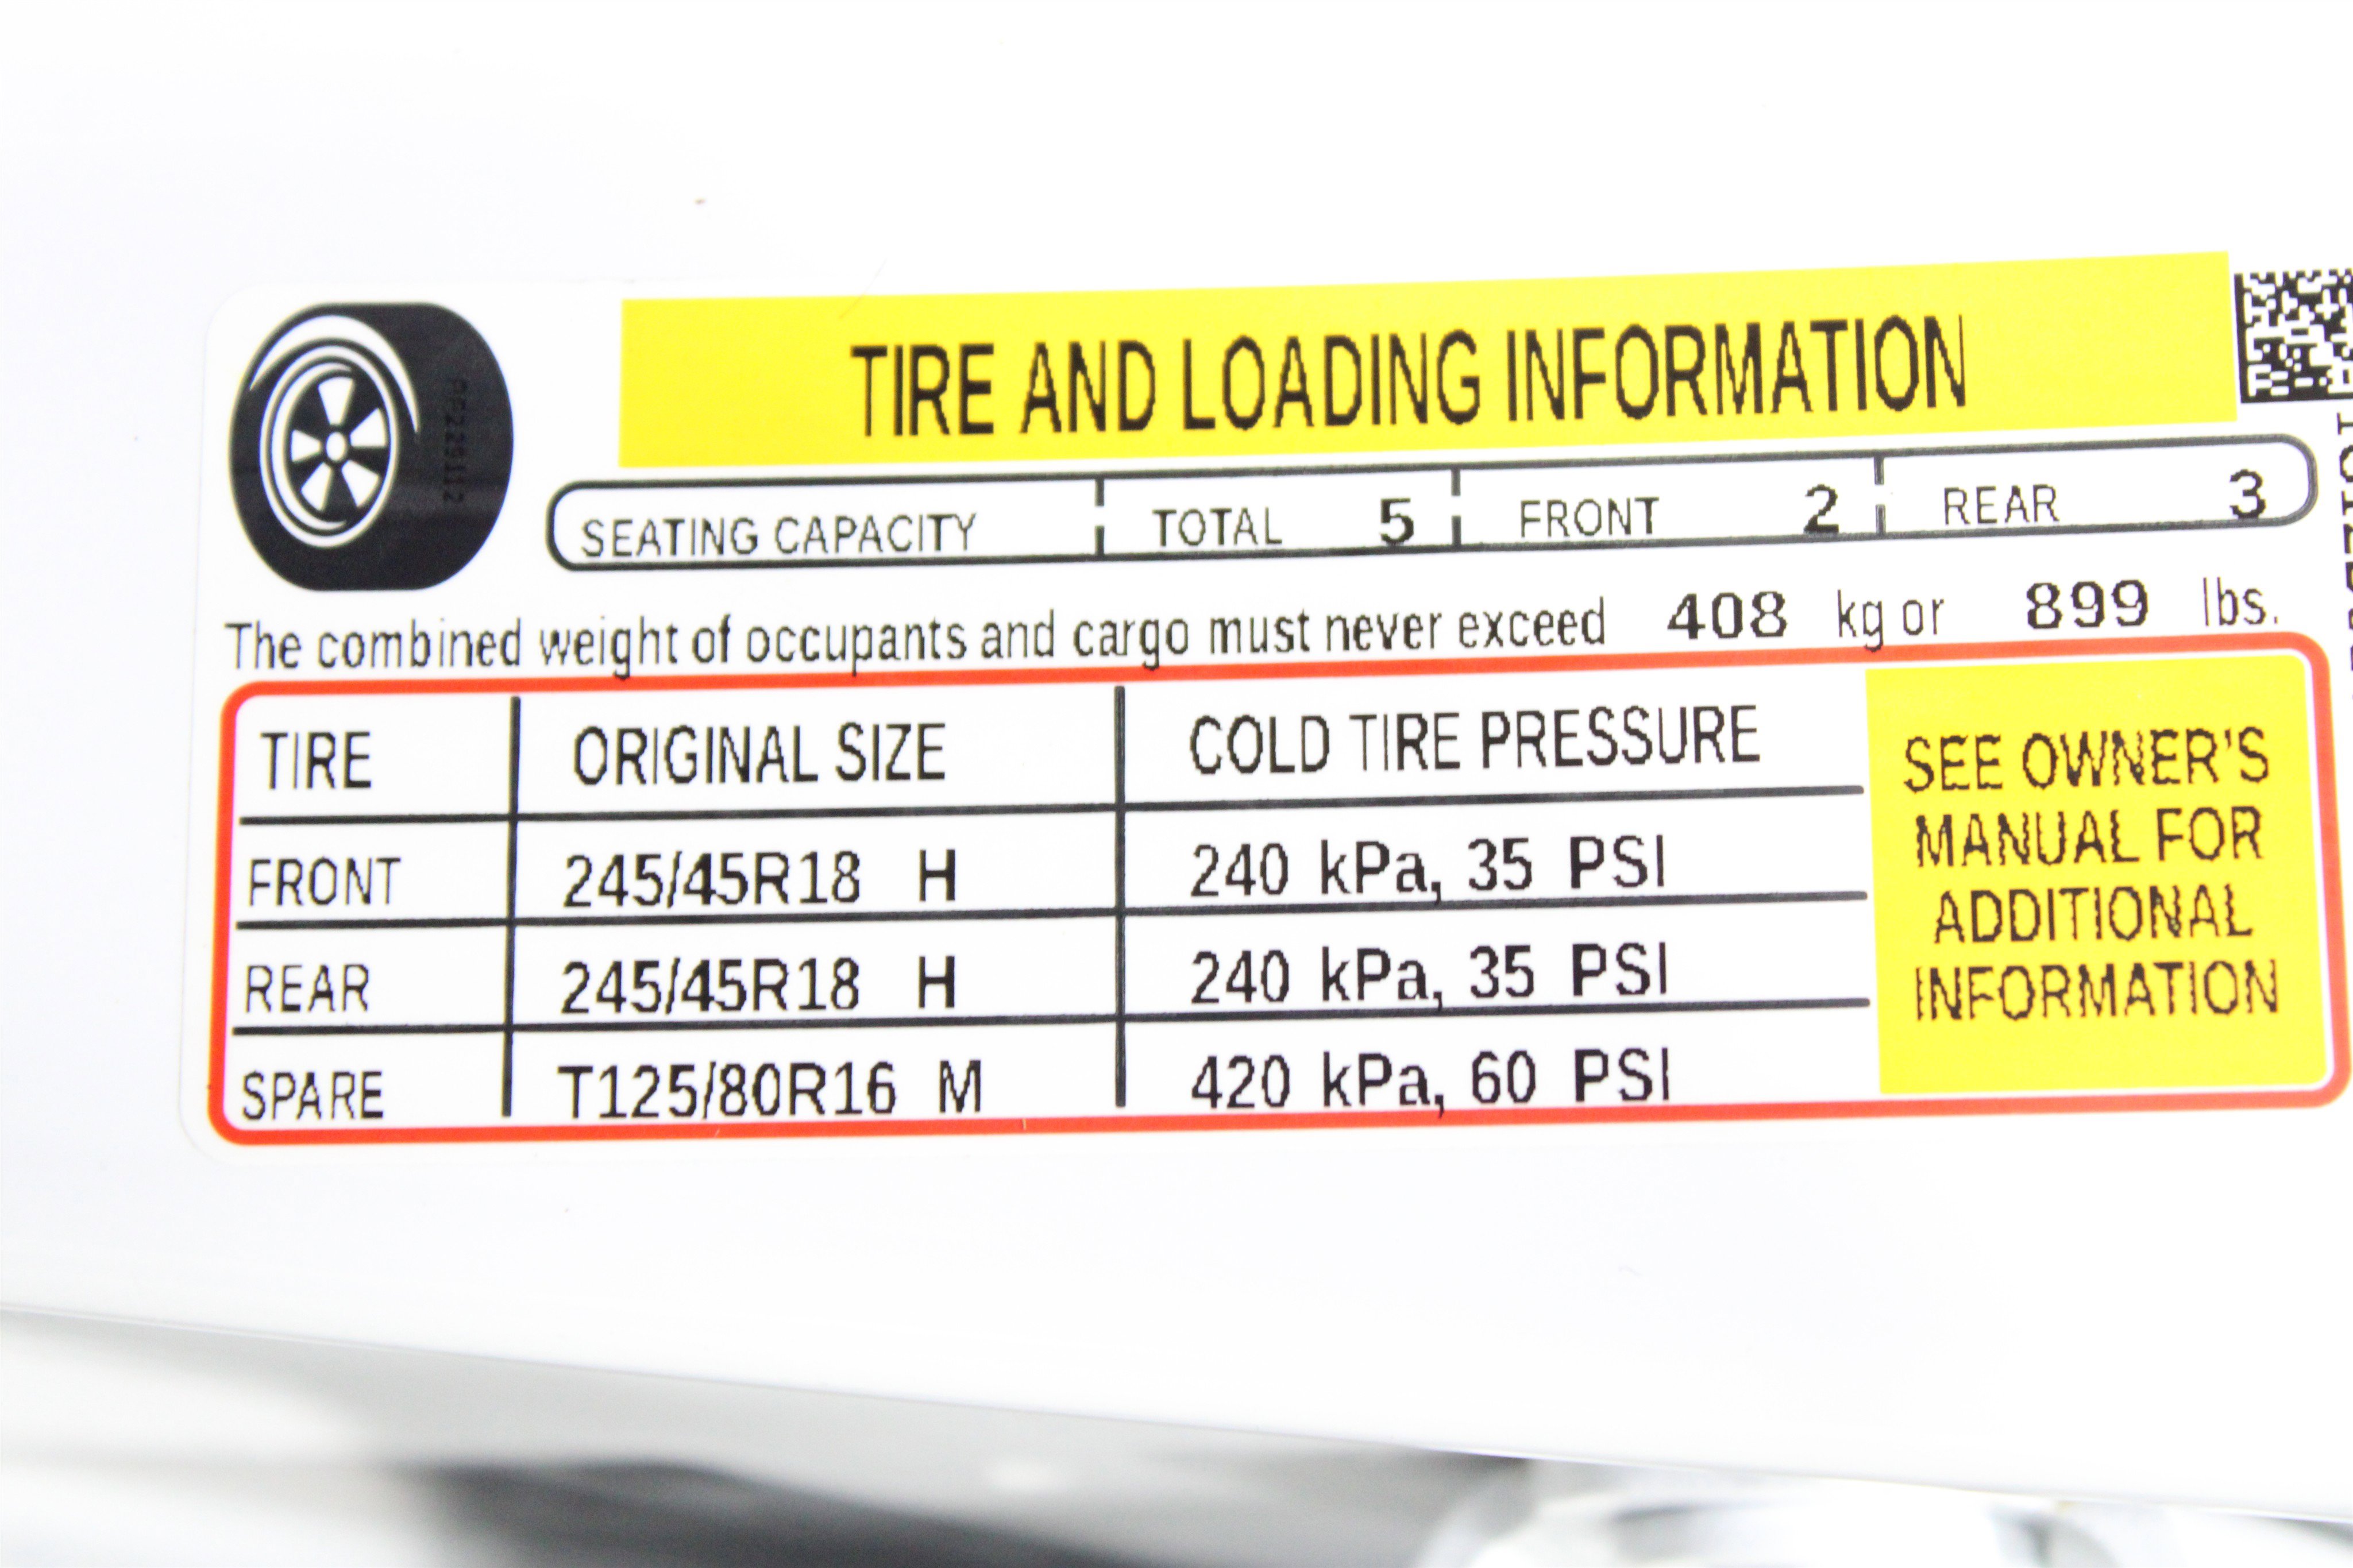 TIRE AND LOADING INFORMATION
SEATING CAPACITY TOTAL 5 FRONT 2 REAR 3
The combined weight of occupants and cargo must never exceed 408 kg or 899 lbs.
TIRE ORIGINAL SIZE COLD TIRE PRESSURE
FRONT 245/45R18 H 240 kPa, 35 PSI
REAR 245/45R18 H 240 kPa, 35 PSI
SPARE T125/80R16 M 420 kPa, 60 PSI
SEE OWNER'S
MANUAL FOR
ADDITIONAL
INFORMATION